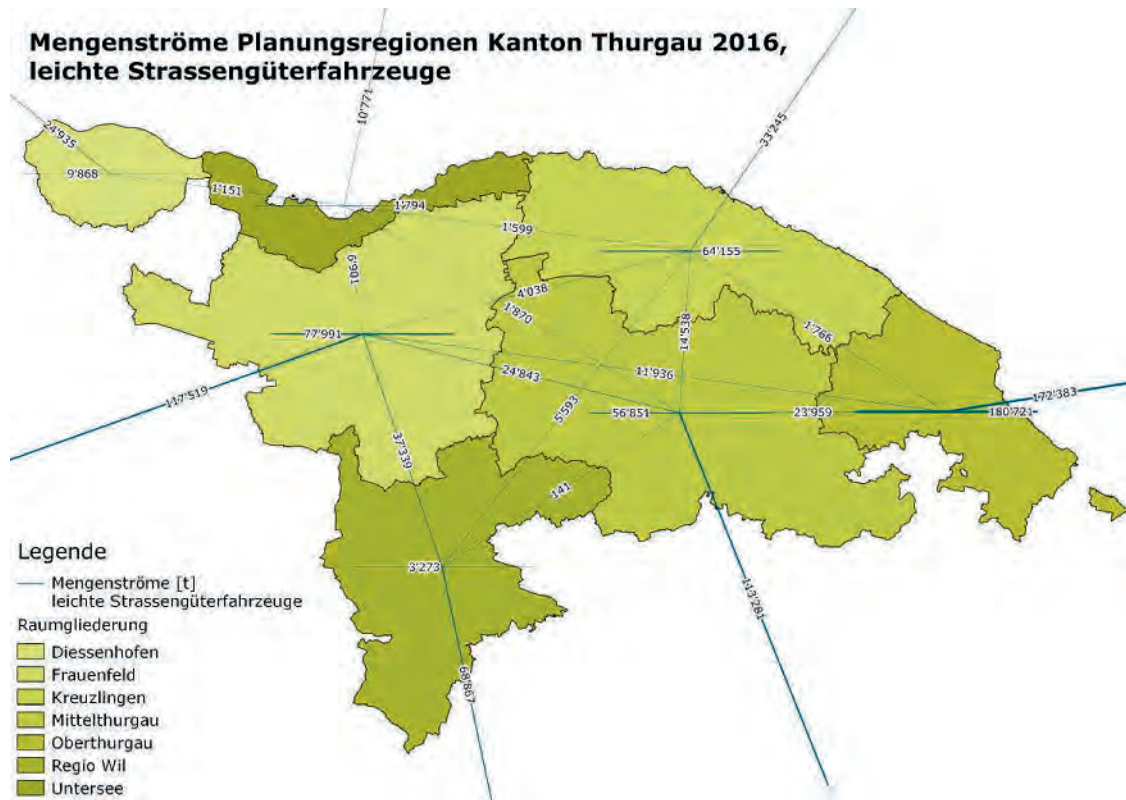 Mengenströme Planungsregionen Kanton Thurgau 2016,
leichte Strassengüterfahrzeuge
10'771
33'245
24'935
9'868
1'151
1'794
1'599
64'155
6'901
4'038
1'870
1'766
77'991
14'538
24'843
11'936
117'519
5'593
56'851
23'959
180'721
172'383
37'339
141
3'273
113'281
68'867
Legende
Mengenströme [t]
leichte Strassengüterfahrzeuge
Raumgliederung
Diessenhofen
Frauenfeld
Kreuzlingen
Mittelthurgau
Oberthurgau
Regio Wil
Untersee